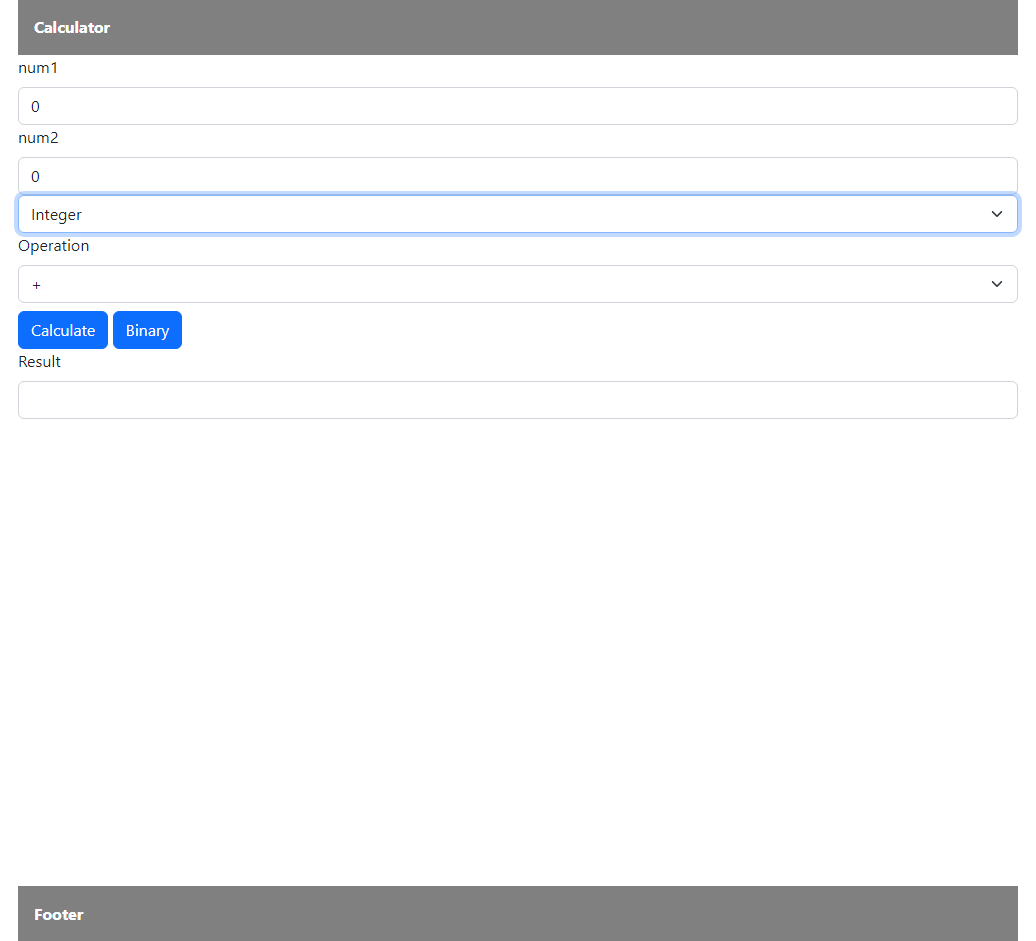 Calculator
num1
0
num2
0
Integer
Operation
+
Calculate Binary
Result
Footer